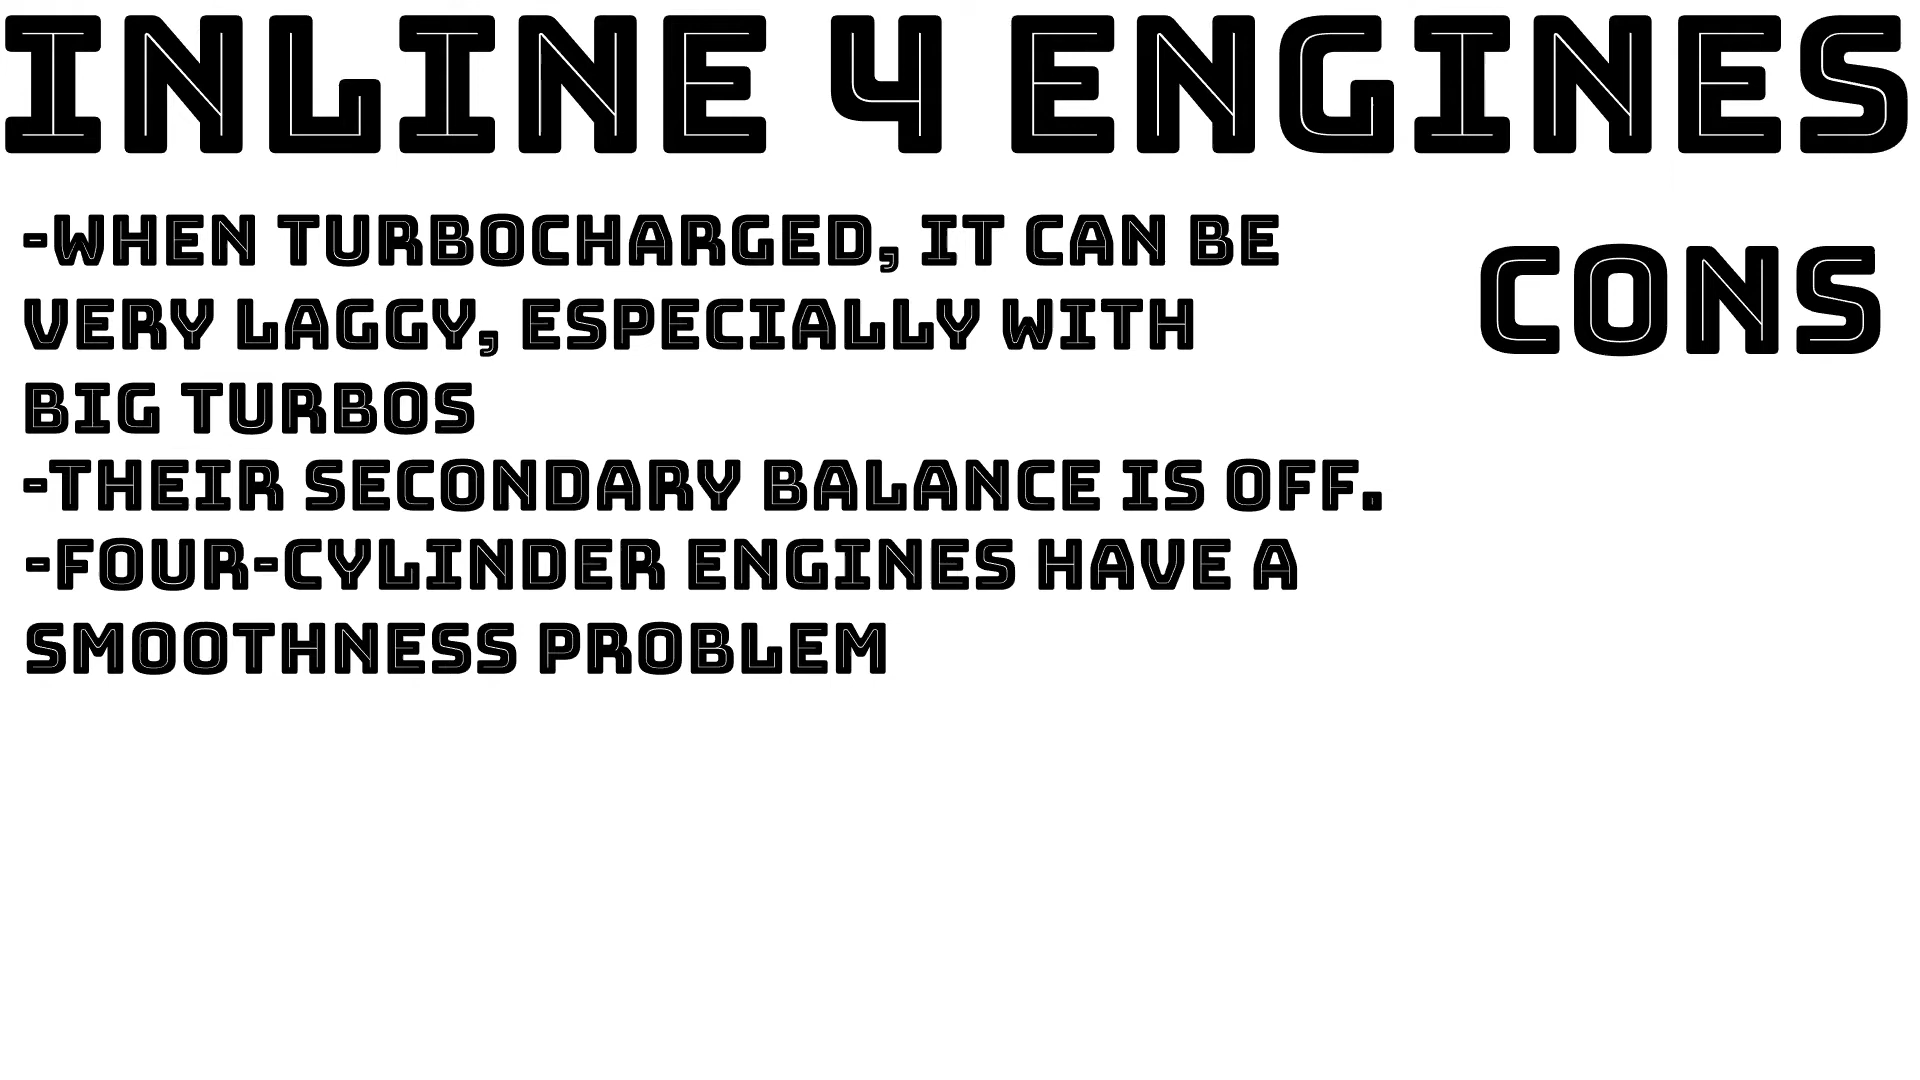 INLINE 4 ENGINES
CONS
-WHEN TURBOCHARGED, IT CAN BE
VERY LAGGY, ESPECIALLY WITH
BIG TURBOS
-THEIR SECONDARY BALANCE IS OFF.
-FOUR-CYLINDER ENGINES HAVE A
SMOOTHNESS PROBLEM